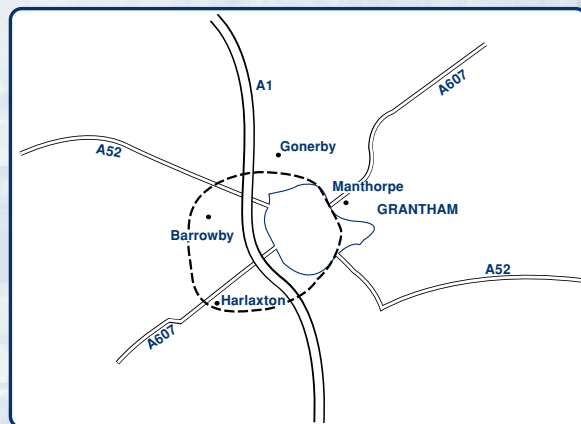 A1
A607
Gonerby
A52
Manthorpe
GRANTHAM
Barrowby
A52
Harlaxton
A607